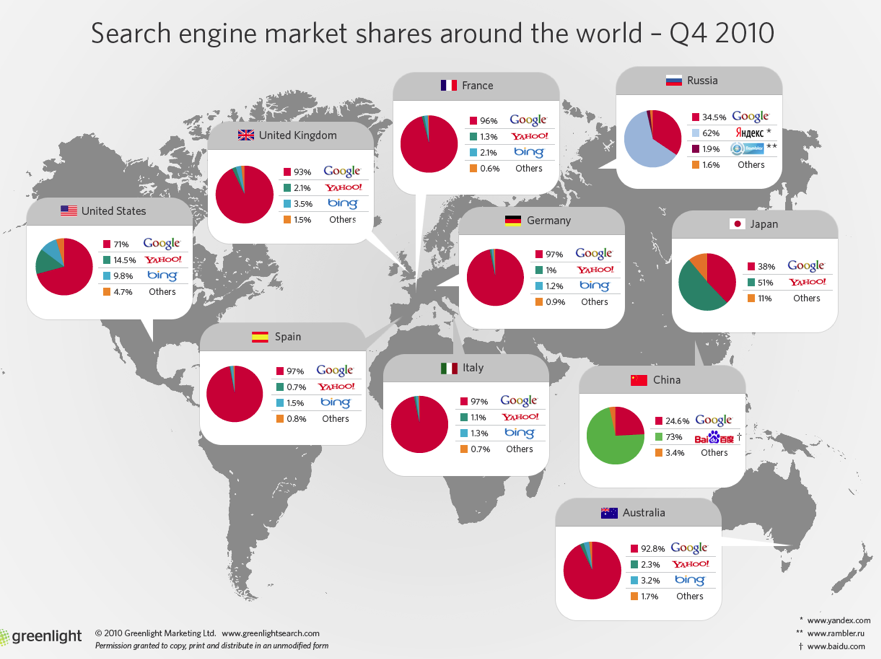 Search engine market shares around the world – Q4 2010
France
96% Google
1.3% YAHOO!
2.1% bing
0.6% Others
Russia
34.5% Google
62% Яндекс *
1.9% **
1.6% Others
United Kingdom
93% Google
2.1% YAHOO!
3.5% bing
1.5% Others
United States
71% Google
14.5% YAHOO!
9.8% bing
4.7% Others
Germany
97% Google
1% YAHOO!
1.2% bing
0.9% Others
Japan
38% Google
51% YAHOO!
11% Others
Spain
97% Google
0.7% YAHOO!
1.5% bing
0.8% Others
Italy
97% Google
1.1% YAHOO!
1.3% bing
0.7% Others
China
24.6% Google
73% Bai百度 †
3.4% Others
Australia
92.8% Google
2.3% YAHOO!
3.2% bing
1.7% Others
greenlight
© 2010 Greenlight Marketing Ltd. www.greenlightsearch.com
Permission granted to copy, print and distribute in an unmodified form
* www.yandex.com
** www.rambler.ru
† www.baidu.com